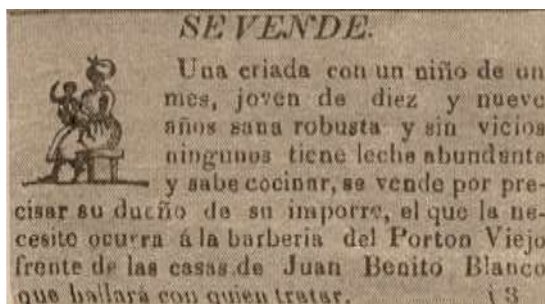 SE VENDE.
Una criada con un niño de un
mes, joven de diez y nueve
años sana robusta y sin vicios
ningunos tiene leche abundante
y sabe cocinar, se vende por pre-
cisar su dueño de su imporre, el que la ne-
cesite ocurra á la barberia del Porton Viejo
frente de las casas de Juan Benito Blanco
que hallará con quien tratar.